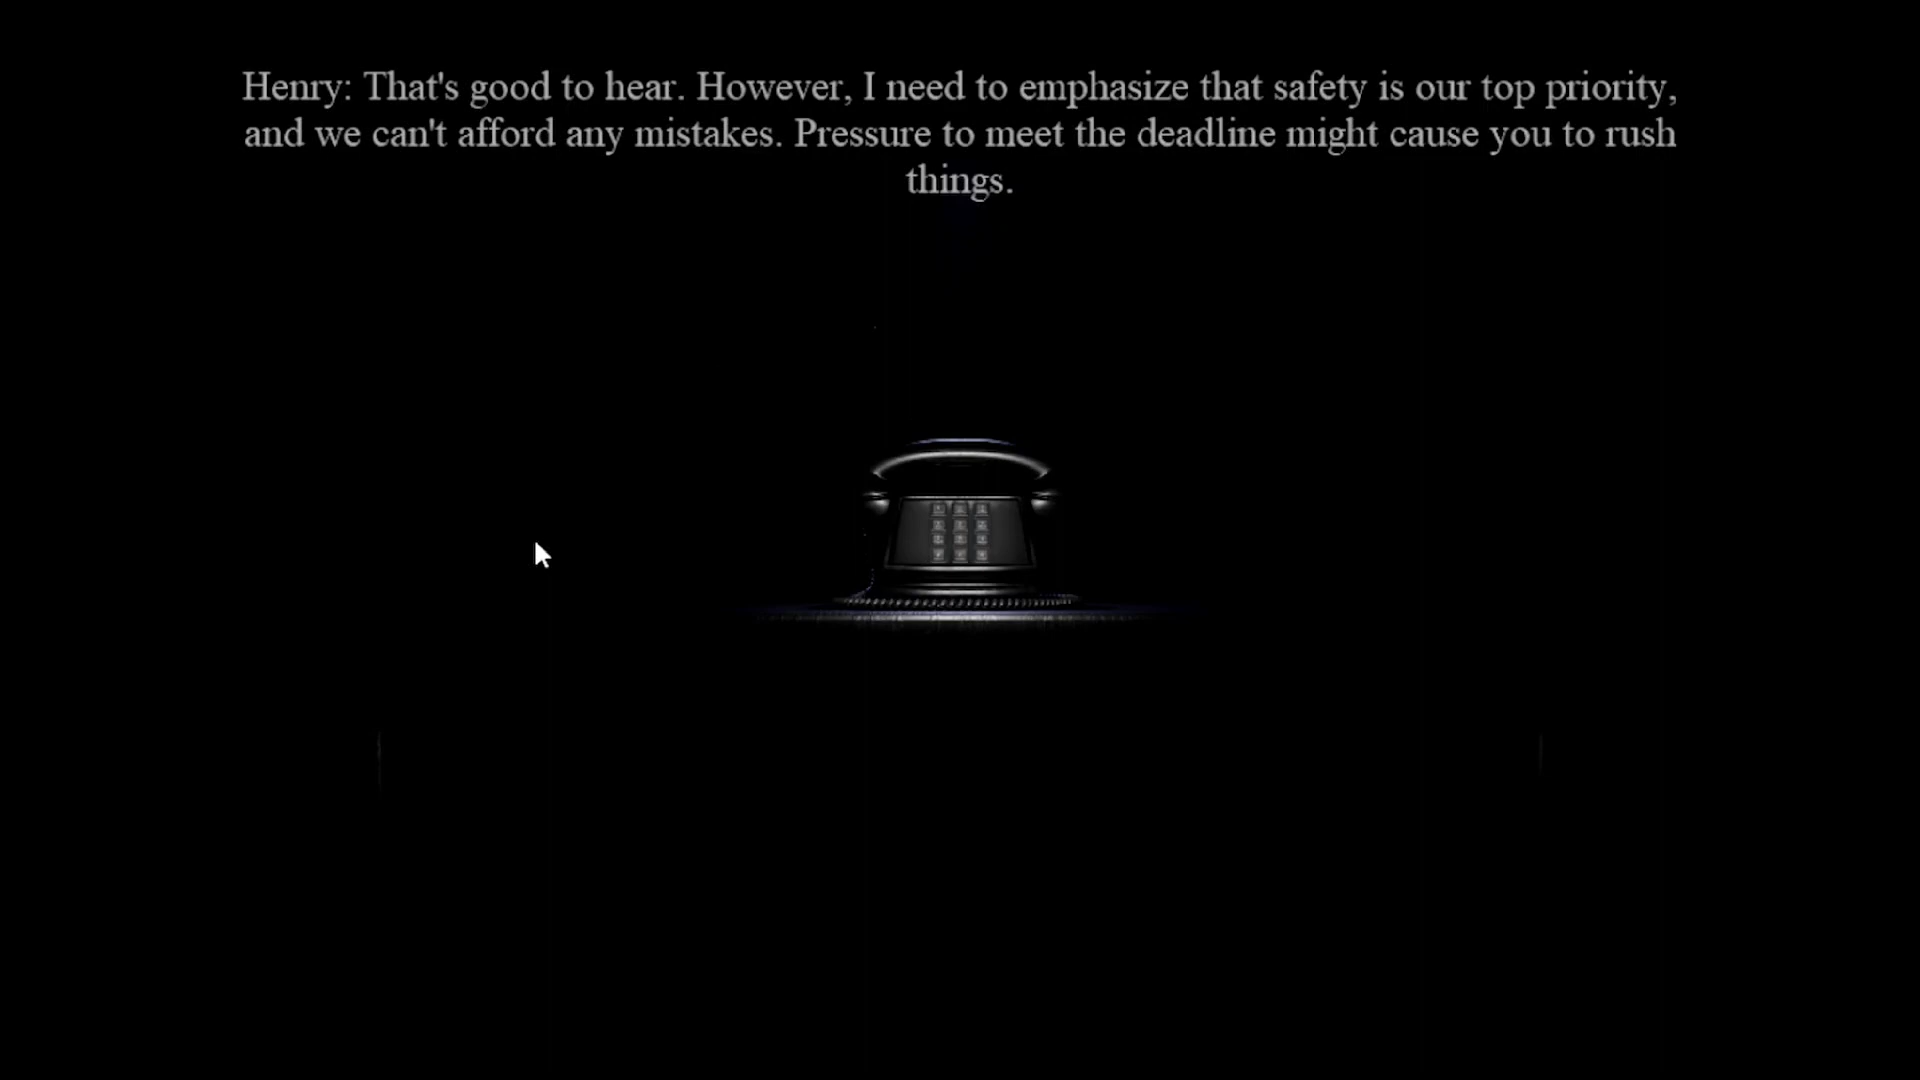 Henry: That's good to hear. However, I need to emphasize that safety is our top priority,
and we can't afford any mistakes. Pressure to meet the deadline might cause you to rush
things.